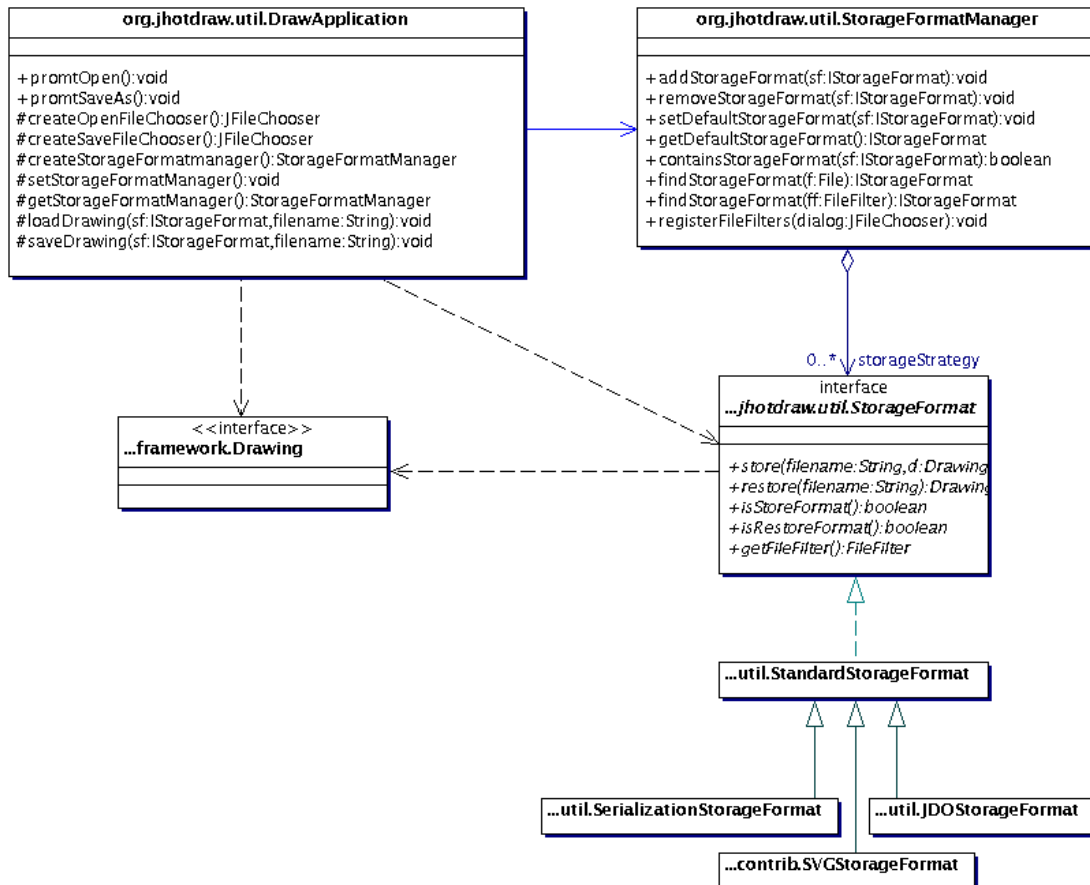 org.jhotdraw.util.DrawApplication
+promtOpen():void
+promtSaveAs():void
#createOpenFileChooser():JFileChooser
#createSaveFileChooser():JFileChooser
#createStorageFormatmanager():StorageFormatManager
#setStorageFormatManager():void
#getStorageFormatManager():StorageFormatManager
#loadDrawing(sf:IStorageFormat,filename:String):void
#saveDrawing(sf:IStorageFormat,filename:String):void
org.jhotdraw.util.StorageFormatManager
+addStorageFormat(sf:IStorageFormat):void
+removeStorageFormat(sf:IStorageFormat):void
+setDefaultStorageFormat(sf:IStorageFormat):void
+getDefaultStorageFormat():IStorageFormat
+containsStorageFormat(sf:IStorageFormat):boolean
+findStorageFormat(f:File):IStorageFormat
+findStorageFormat(ff:FileFilter):IStorageFormat
+registerFileFilters(dialog:JFileChooser):void
0..* storageStrategy
<<interface>>
...framework.Drawing
interface
...jhotdraw.util.StorageFormat
+store(filename:String,d:Drawing
+restore(filename:String):Drawing
+isStoreFormat():boolean
+isRestoreFormat():boolean
+getFileFilter():FileFilter
...util.StandardStorageFormat
...util.SerializationStorageFormat
...util.JDOStorageFormat
...contrib.SVGStorageFormat